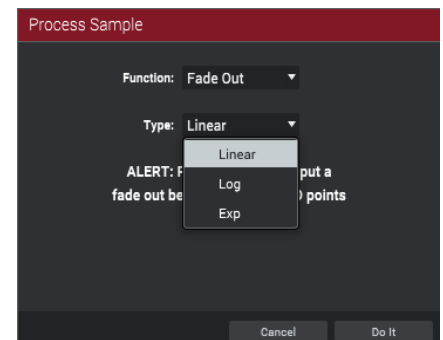 Process Sample
Function: Fade Out
Type: Linear
Linear
ALERT: put a
Log
fade out be points
Exp
Cancel Do It